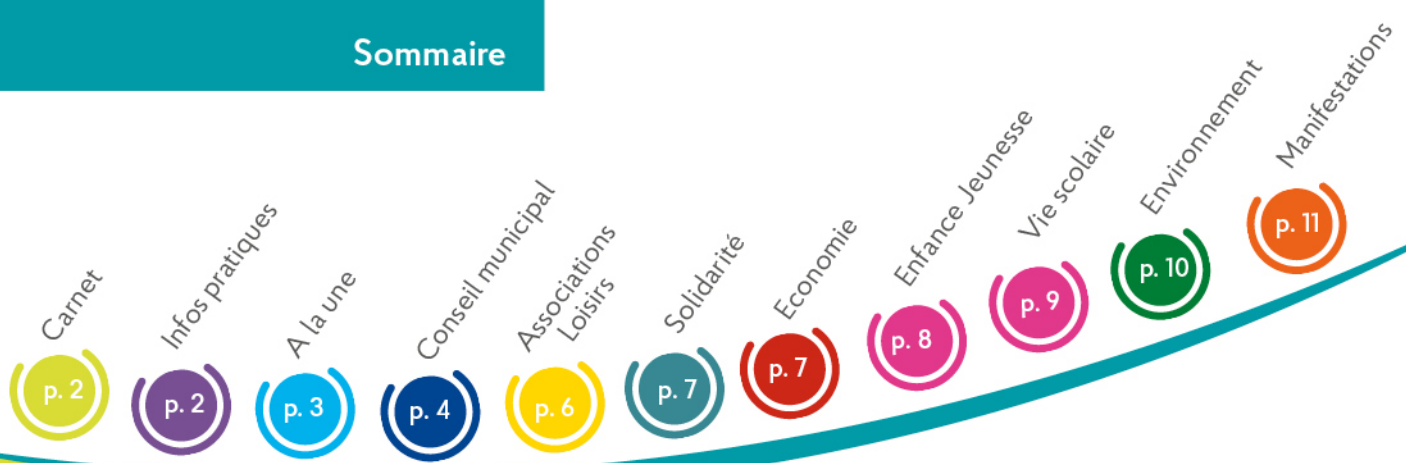 Sommaire
Carnet
p. 2
Infos pratiques
p. 2
A la une
p. 3
Conseil municipal
p. 4
Associations
Loisirs
p. 6
Solidarité
p. 7
Economie
p. 7
Enfance Jeunesse
p. 8
Vie scolaire
p. 9
Environnement
p. 10
Manifestations
p. 11